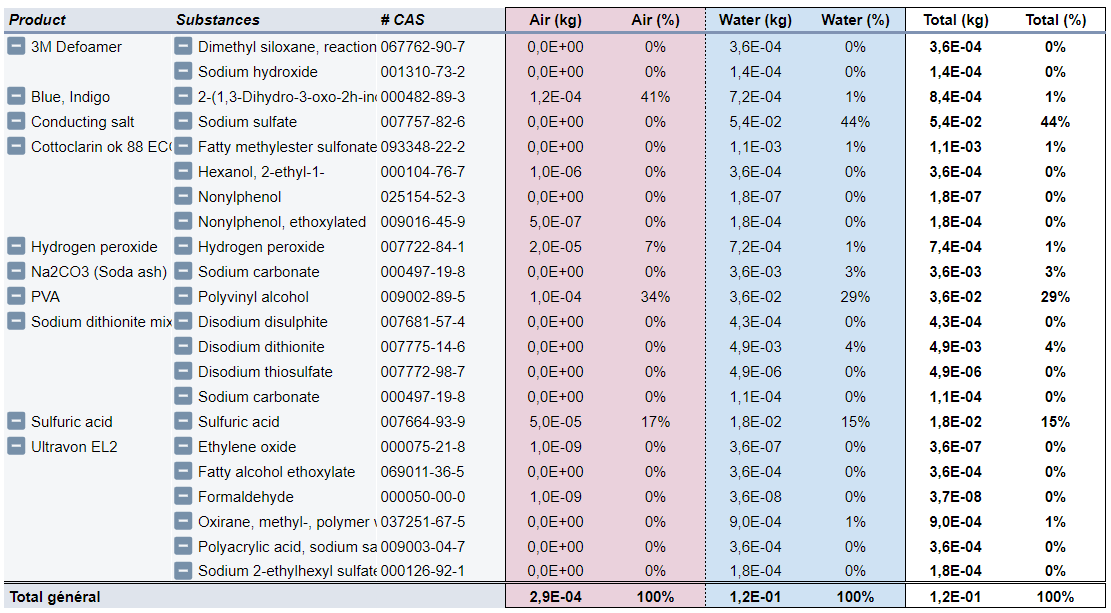 Product Substances # CAS Air (kg) Air (%) Water (kg) Water (%) Total (kg) Total (%)
3M Defoamer Dimethyl siloxane, reaction 067762-90-7 0,0E+00 0% 3,6E-04 0% 3,6E-04 0%
Sodium hydroxide 001310-73-2 0,0E+00 0% 1,4E-04 0% 1,4E-04 0%
Blue, Indigo 2-(1,3-Dihydro-3-oxo-2h-in 000482-89-3 1,2E-04 41% 7,2E-04 1% 8,4E-04 1%
Conducting salt Sodium sulfate 007757-82-6 0,0E+00 0% 5,4E-02 44% 5,4E-02 44%
Cottoclarin ok 88 ECO Fatty methylester sulfonate 093348-22-2 0,0E+00 0% 1,1E-03 1% 1,1E-03 1%
Hexanol, 2-ethyl-1- 000104-76-7 1,0E-06 0% 3,6E-04 0% 3,6E-04 0%
Nonylphenol 025154-52-3 0,0E+00 0% 1,8E-07 0% 1,8E-07 0%
Nonylphenol, ethoxylated 009016-45-9 5,0E-07 0% 1,8E-04 0% 1,8E-04 0%
Hydrogen peroxide Hydrogen peroxide 007722-84-1 2,0E-05 7% 7,2E-04 1% 7,4E-04 1%
Na2CO3 (Soda ash) Sodium carbonate 000497-19-8 0,0E+00 0% 3,6E-03 3% 3,6E-03 3%
PVA Polyvinyl alcohol 009002-89-5 1,0E-04 34% 3,6E-02 29% 3,6E-02 29%
Sodium dithionite mix Disodium disulphite 007681-57-4 0,0E+00 0% 4,3E-04 0% 4,3E-04 0%
Disodium dithionite 007775-14-6 0,0E+00 0% 4,9E-03 4% 4,9E-03 4%
Disodium thiosulfate 007772-98-7 0,0E+00 0% 4,9E-06 0% 4,9E-06 0%
Sodium carbonate 000497-19-8 0,0E+00 0% 1,1E-04 0% 1,1E-04 0%
Sulfuric acid Sulfuric acid 007664-93-9 5,0E-05 17% 1,8E-02 15% 1,8E-02 15%
Ultravon EL2 Ethylene oxide 000075-21-8 1,0E-09 0% 3,6E-07 0% 3,6E-07 0%
Fatty alcohol ethoxylate 069011-36-5 0,0E+00 0% 3,6E-04 0% 3,6E-04 0%
Formaldehyde 000050-00-0 1,0E-09 0% 3,6E-08 0% 3,7E-08 0%
Oxirane, methyl-, polymer w 037251-67-5 0,0E+00 0% 9,0E-04 1% 9,0E-04 1%
Polyacrylic acid, sodium sa 009003-04-7 0,0E+00 0% 3,6E-04 0% 3,6E-04 0%
Sodium 2-ethylhexyl sulfate 000126-92-1 0,0E+00 0% 1,8E-04 0% 1,8E-04 0%
Total général 2,9E-04 100% 1,2E-01 100% 1,2E-01 100%